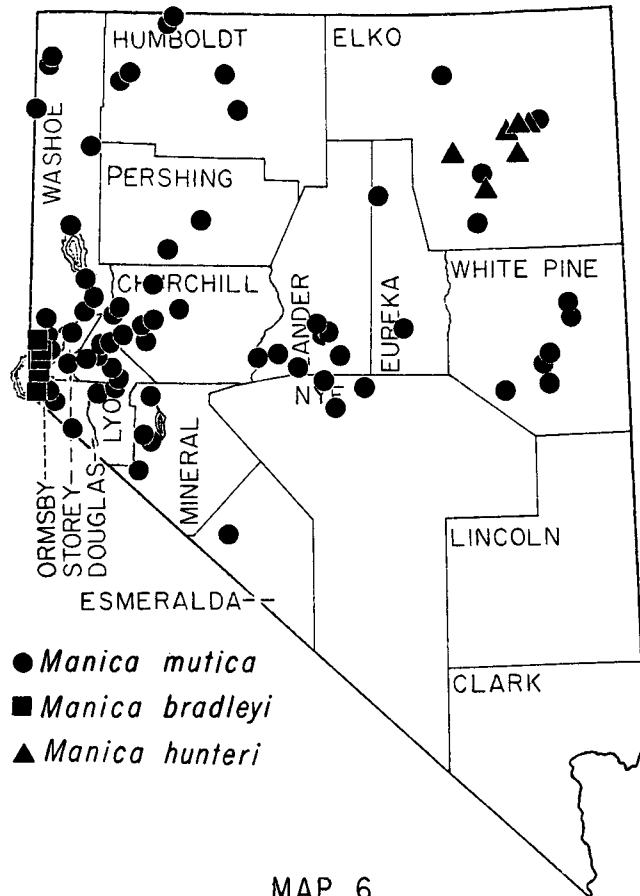 HUMBOLDT
ELKO
WASHOE
PERSHING
CHURCHILL
LANDER
EUREKA
WHITE PINE
NYE
LYON
MINERAL
ORMSBY
STOREY
DOUGLAS
LINCOLN
ESMERALDA
CLARK
Manica mutica
Manica bradleyi
Manica hunteri
MAP 6